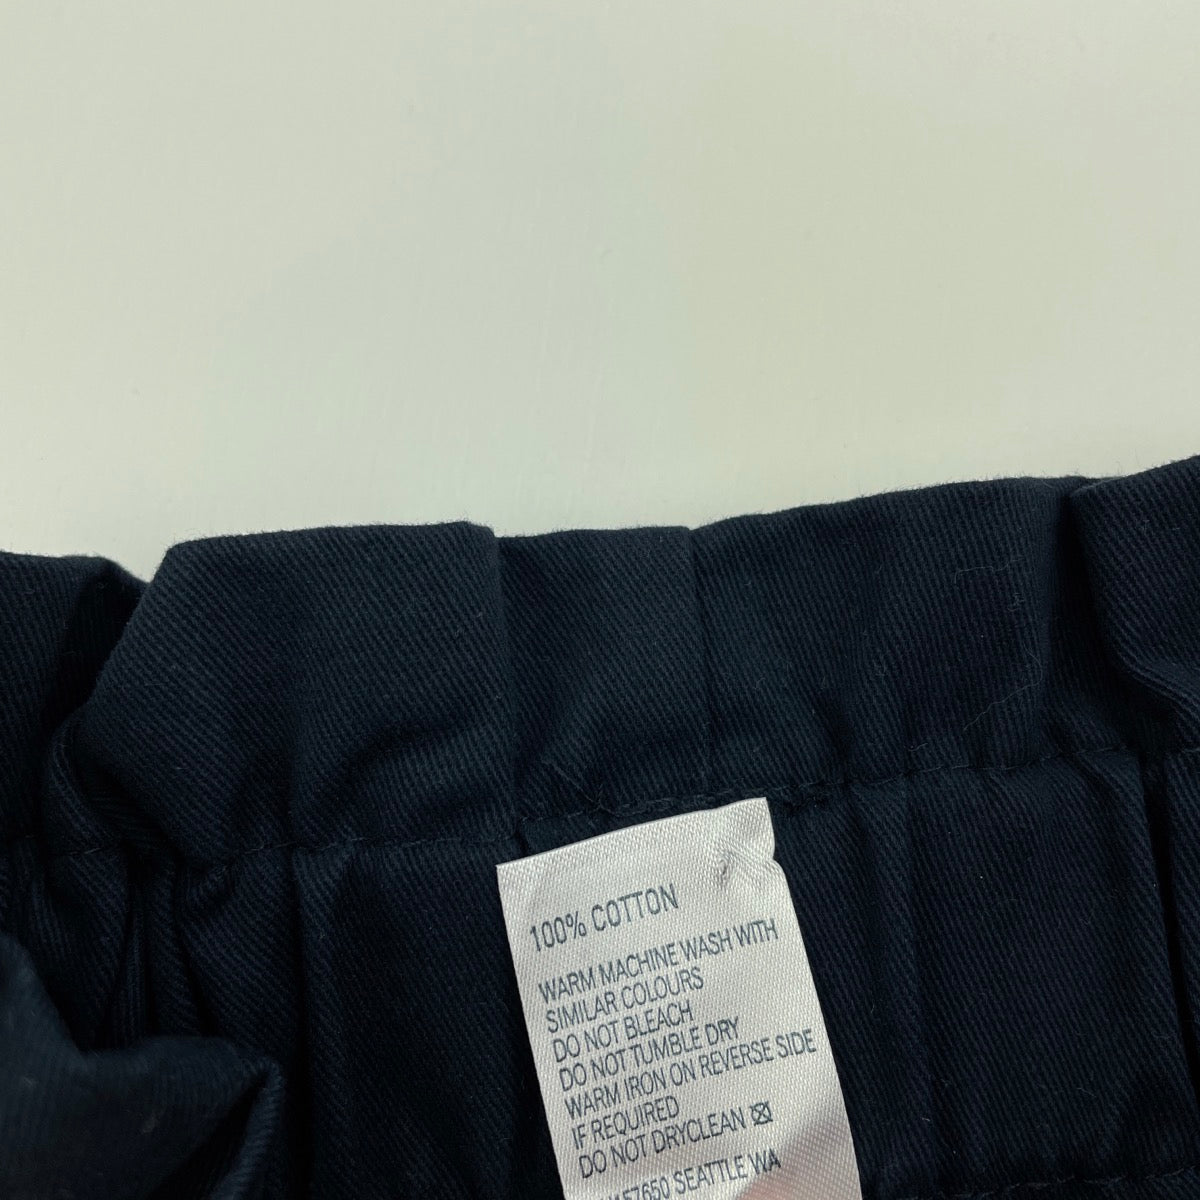 100% COTTON
WARM MACHINE WASH WITH
SIMILAR COLOURS
DO NOT BLEACH
DO NOT TUMBLE DRY
WARM IRON ON REVERSE SIDE
IF REQUIRED
DO NOT DRYCLEAN
SEATTLE WA